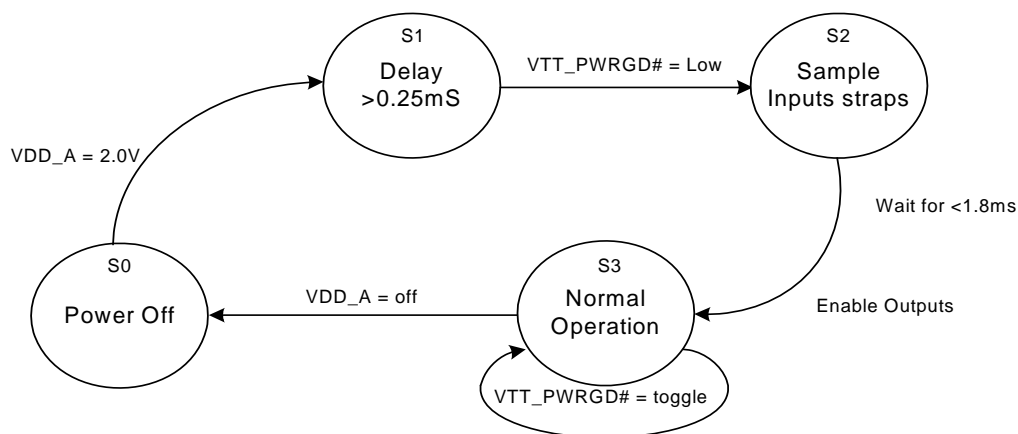 S1
Delay
>0.25mS
VTT_PWRGD# = Low
S2
Sample
Inputs straps
VDD_A = 2.0V
Wait for <1.8ms
S0
Power Off
VDD_A = off
S3
Normal
Operation
Enable Outputs
VTT_PWRGD# = toggle